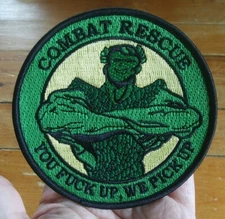 COMBAT RESCUE
YOU FUCK UP, WE PICK UP